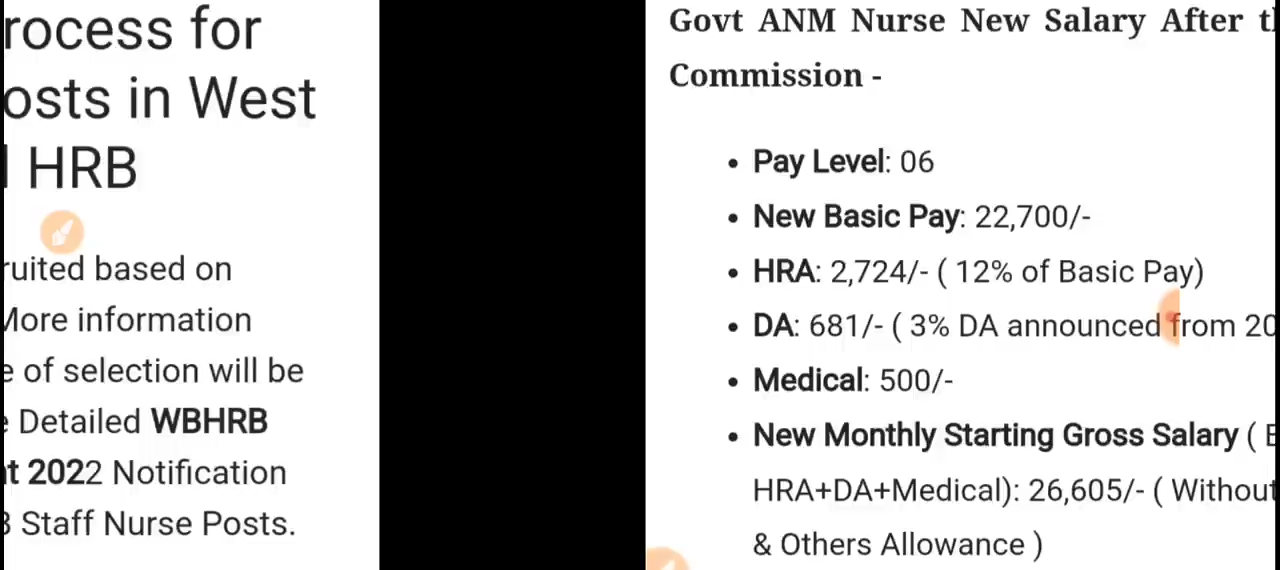 rocess for
osts in West
HRB
ruited based on
More information
e of selection will be
e Detailed WBHRB
t 2022 Notification
Staff Nurse Posts.
Govt ANM Nurse New Salary After t
Commission -
• Pay Level: 06
• New Basic Pay: 22,700/-
• HRA: 2,724/- ( 12% of Basic Pay)
• DA: 681/- ( 3% DA announced from 20
• Medical: 500/-
• New Monthly Starting Gross Salary (
HRA+DA+Medical): 26,605/- ( Without
& Others Allowance )